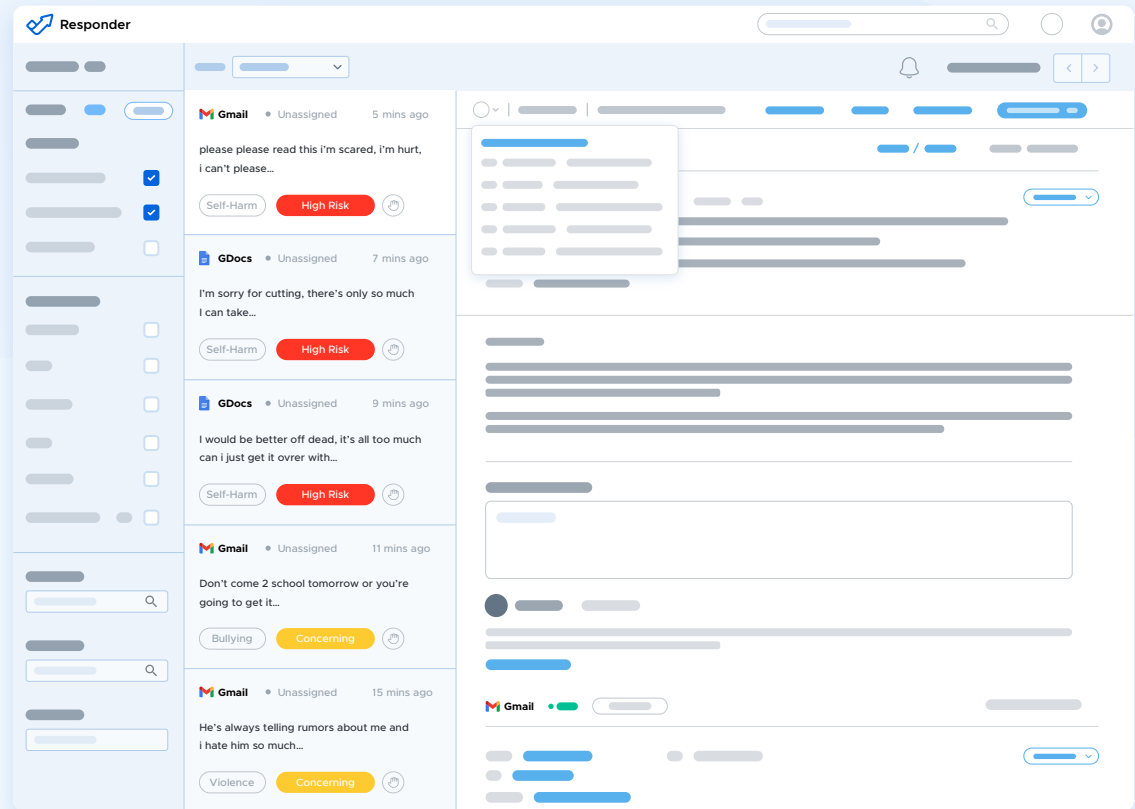 Responder
Gmail • Unassigned 5 mins ago
please please read this i'm scared, i'm hurt,
i can't please...
Self-Harm High Risk
GDocs • Unassigned 7 mins ago
I'm sorry for cutting, there's only so much
I can take...
Self-Harm High Risk
GDocs • Unassigned 9 mins ago
I would be better off dead, it's all too much
can i just get it ovrer with...
Self-Harm High Risk
Gmail • Unassigned 11 mins ago
Don't come 2 school tomorrow or you're
going to get it...
Bullying Concerning
Gmail • Unassigned 15 mins ago
He's always telling rumors about me and
i hate him so much...
Violence Concerning
/
Gmail